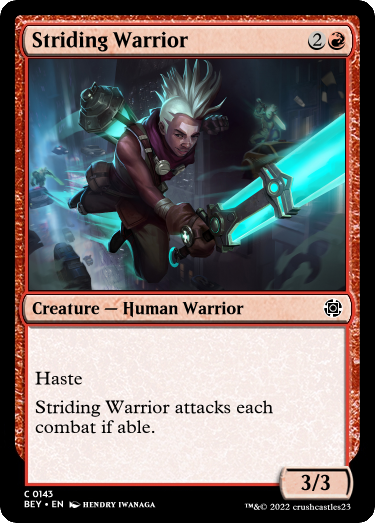 Striding Warrior 2
Creature — Human Warrior
Haste
Striding Warrior attacks each
combat if able.
3/3
C 0143
BEY • EN HENDRY IWANAGA
™&© 2022 crushcastles23